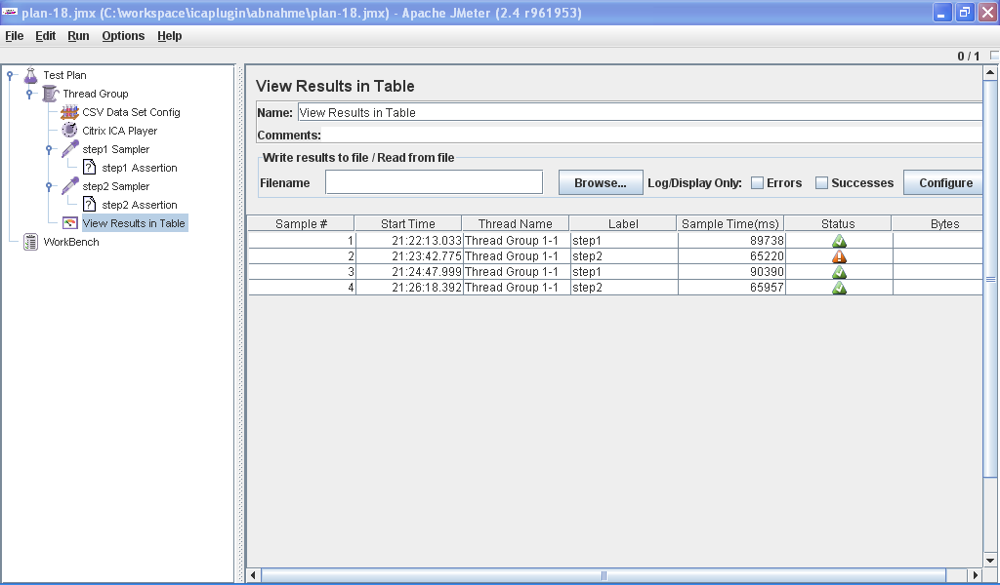 plan-18.jmx (C:\workspace\icaplugin\abnahme\plan-18.jmx) - Apache JMeter (2.4 r961953)
File Edit Run Options Help
0 / 1
Test Plan
Thread Group
CSV Data Set Config
Citrix ICA Player
step1 Sampler
step1 Assertion
step2 Sampler
step2 Assertion
View Results in Table
WorkBench
View Results in Table
Name: View Results in Table
Comments:
Write results to file / Read from file
Filename Browse... Log/Display Only: Errors Successes Configure
Sample # Start Time Thread Name Label Sample Time(ms) Status Bytes
1 21:22:13.033 Thread Group 1-1 step1 89738
2 21:23:42.775 Thread Group 1-1 step2 65220
3 21:24:47.999 Thread Group 1-1 step1 90390
4 21:26:18.392 Thread Group 1-1 step2 65957